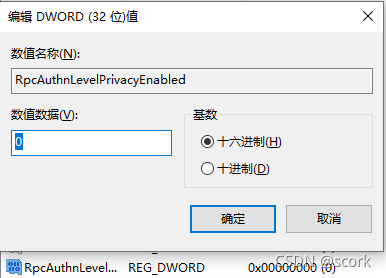 编辑 DWORD (32 位)值
数值名称(N):
RpcAuthnLevelPrivacyEnabled
数值数据(V):
0
基数
十六进制(H)
十进制(D)
确定
取消
RpcAuthnLevel... REG_DWORD 0x00000000 (0)
CSDN @scork